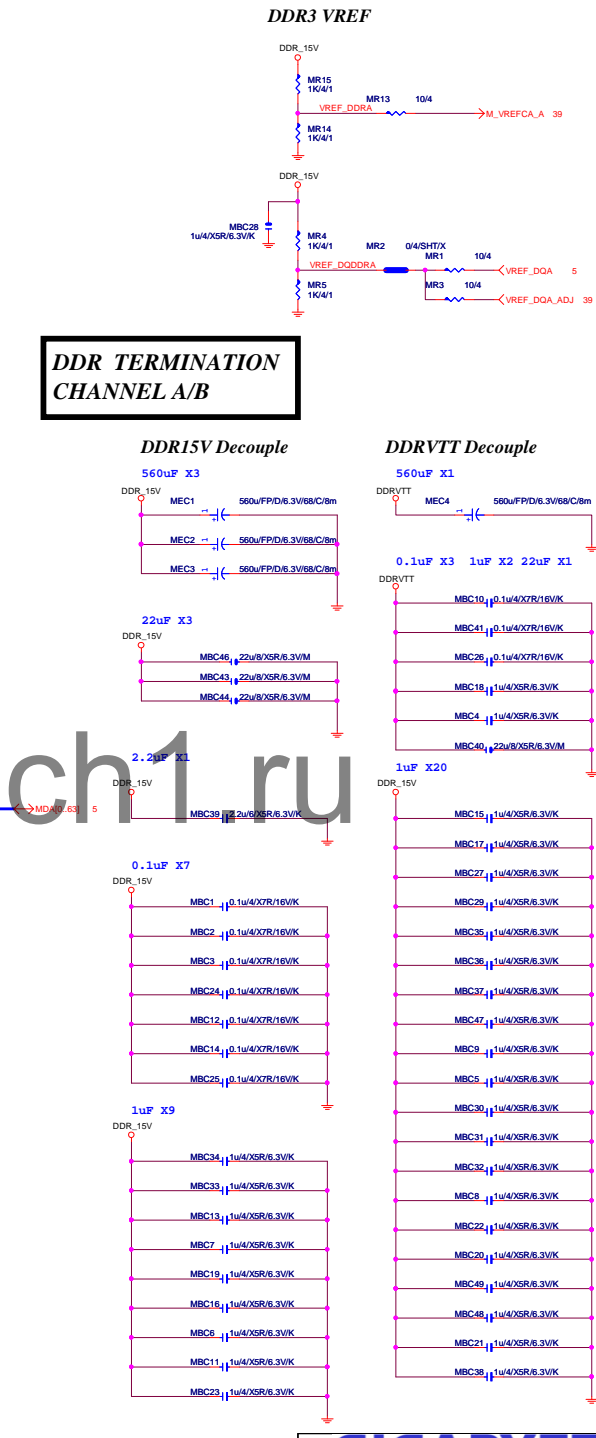 DDR3 VREF
DDR_15V
MR15
1K/4/1
VREF_DDRA
MR13 10/4
M_VREFCA_A 39
MR14
1K/4/1
DDR_15V
MBC28
1u/4/X5R/6.3V/K
MR4
1K/4/1
VREF_DQDDRA
MR2 0/4/SHT/X
MR1 10/4
VREF_DQA 5
MR5
1K/4/1
MR3 10/4
VREF_DQA_ADJ 39
DDR TERMINATION
CHANNEL A/B
DDR15V Decouple
560uF X3
DDR_15V
MEC1 1 + 560u/FP/D/6.3V/68/C/8m
MEC2 1 + 560u/FP/D/6.3V/68/C/8m
MEC3 1 + 560u/FP/D/6.3V/68/C/8m
22uF X3
DDR_15V
MBC46 22u/8/X5R/6.3V/M
MBC43 22u/8/X5R/6.3V/M
MBC44 22u/8/X5R/6.3V/M
2.2uF X1
DDR_15V
MBC39 2.2u/6/X5R/6.3V/K
MDA[0..63] 5
ch1.ru
0.1uF X7
DDR_15V
MBC1 0.1u/4/X7R/16V/K
MBC2 0.1u/4/X7R/16V/K
MBC3 0.1u/4/X7R/16V/K
MBC24 0.1u/4/X7R/16V/K
MBC12 0.1u/4/X7R/16V/K
MBC14 0.1u/4/X7R/16V/K
MBC25 0.1u/4/X7R/16V/K
1uF X9
DDR_15V
MBC34 1u/4/X5R/6.3V/K
MBC33 1u/4/X5R/6.3V/K
MBC13 1u/4/X5R/6.3V/K
MBC7 1u/4/X5R/6.3V/K
MBC19 1u/4/X5R/6.3V/K
MBC16 1u/4/X5R/6.3V/K
MBC6 1u/4/X5R/6.3V/K
MBC11 1u/4/X5R/6.3V/K
MBC23 1u/4/X5R/6.3V/K
DDRVTT Decouple
560uF X1
DDRVTT
MEC4 1 + 560u/FP/D/6.3V/68/C/8m
0.1uF X3 1uF X2 22uF X1
DDRVTT
MBC10 0.1u/4/X7R/16V/K
MBC41 0.1u/4/X7R/16V/K
MBC26 0.1u/4/X7R/16V/K
MBC18 1u/4/X5R/6.3V/K
MBC4 1u/4/X5R/6.3V/K
MBC40 22u/8/X5R/6.3V/M
1uF X20
DDR_15V
MBC15 1u/4/X5R/6.3V/K
MBC17 1u/4/X5R/6.3V/K
MBC27 1u/4/X5R/6.3V/K
MBC29 1u/4/X5R/6.3V/K
MBC35 1u/4/X5R/6.3V/K
MBC36 1u/4/X5R/6.3V/K
MBC37 1u/4/X5R/6.3V/K
MBC47 1u/4/X5R/6.3V/K
MBC9 1u/4/X5R/6.3V/K
MBC5 1u/4/X5R/6.3V/K
MBC30 1u/4/X5R/6.3V/K
MBC31 1u/4/X5R/6.3V/K
MBC32 1u/4/X5R/6.3V/K
MBC8 1u/4/X5R/6.3V/K
MBC22 1u/4/X5R/6.3V/K
MBC20 1u/4/X5R/6.3V/K
MBC49 1u/4/X5R/6.3V/K
MBC48 1u/4/X5R/6.3V/K
MBC21 1u/4/X5R/6.3V/K
MBC38 1u/4/X5R/6.3V/K